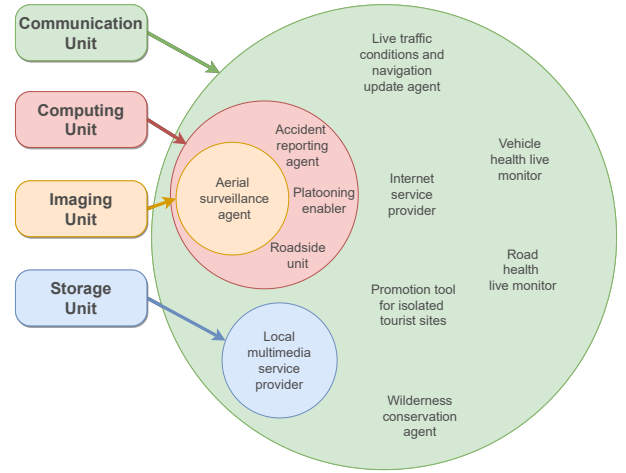 Communication
Unit
Computing
Unit
Imaging
Unit
Storage
Unit
Live traffic
conditions and
navigation
update agent
Accident
reporting
agent
Platooning
enabler
Roadside
unit
Aerial
surveillance
agent
Internet
service
provider
Vehicle
health live
monitor
Road
health
live monitor
Promotion tool
for isolated
tourist sites
Local
multimedia
service
provider
Wilderness
conservation
agent